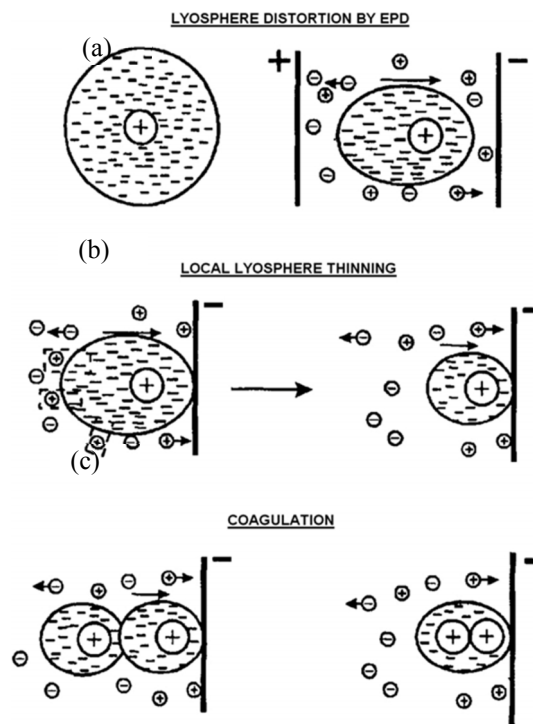 LYOSPHERE DISTORTION BY EPD
(a)
(b)
LOCAL LYOSPHERE THINNING
(c)
COAGULATION